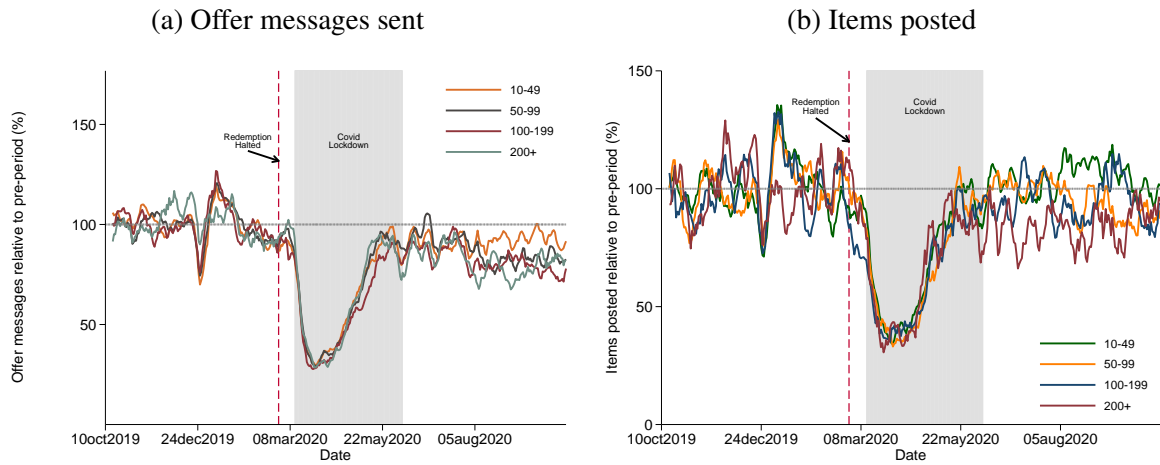 (a) Offer messages sent
Offer messages relative to pre-period (%)
150
100
50
Redemption
Halted
Covid
Lockdown
10-49
50-99
100-199
200+
10oct2019
24dec2019
08mar2020
22may2020
05aug2020
Date
(b) Items posted
Items posted relative to pre-period (%)
150
100
50
0
Redemption
Halted
Covid
Lockdown
10-49
50-99
100-199
200+
10oct2019
24dec2019
08mar2020
22may2020
05aug2020
Date